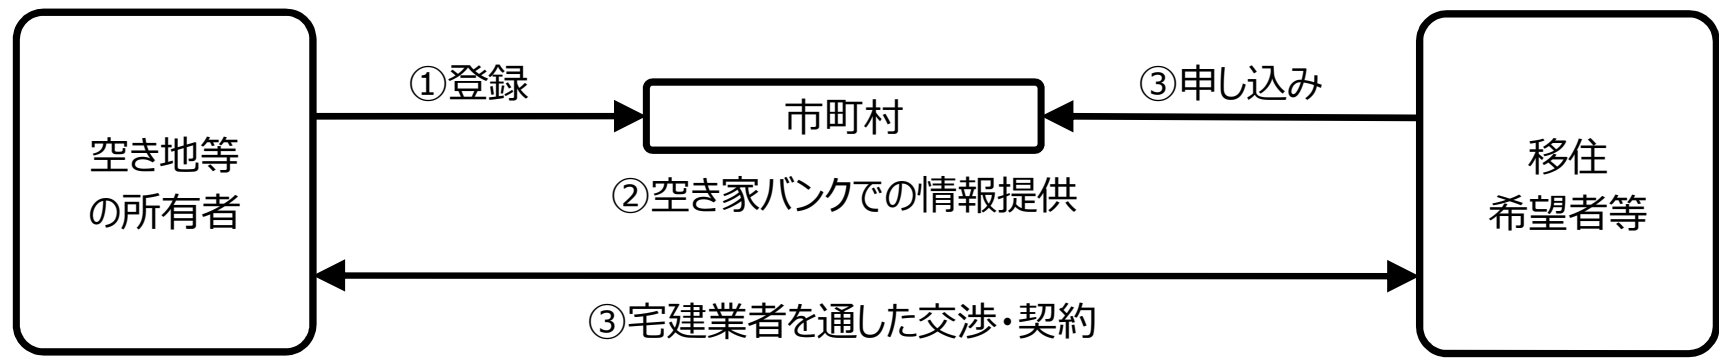 ①登録
③申し込み
市町村
空き地等
の所有者
移住
希望者等
②空き家バンクでの情報提供
③宅建業者を通した交渉・契約